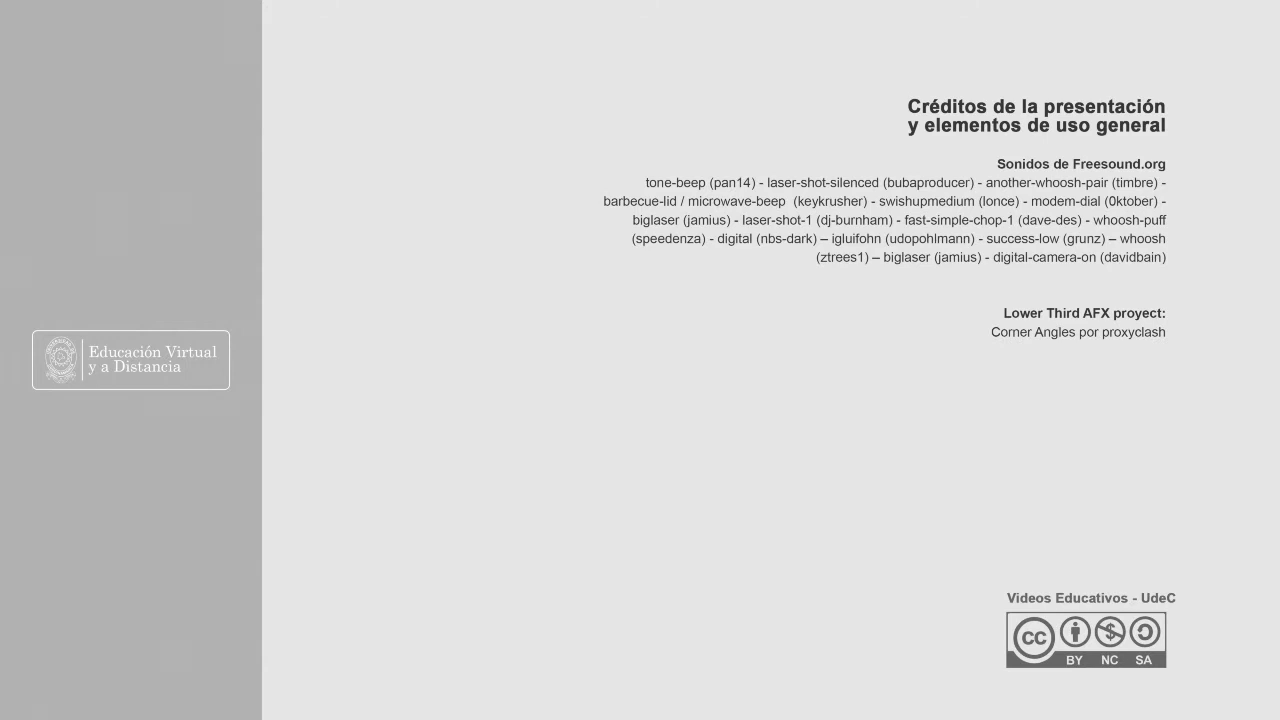 Créditos de la presentación
y elementos de uso general
Sonidos de Freesound.org
tone-beep (pan14) - laser-shot-silenced (bubaproducer) - another-whoosh-pair (timbre) -
barbecue-lid / microwave-beep  (keykrusher) - swishupmedium (lonce) - modem-dial (0ktober) -
biglaser (jamius) - laser-shot-1 (dj-burnham) - fast-simple-chop-1 (dave-des) - whoosh-puff
(speedenza) - digital (nbs-dark) – igluifohn (udopohlmann) - success-low (grunz) – whoosh
(ztrees1) – biglaser (jamius) - digital-camera-on (davidbain)
Lower Third AFX proyect:
Corner Angles por proxyclash
Educación Virtual
y a Distancia
Videos Educativos - UdeC
cc
BY NC SA